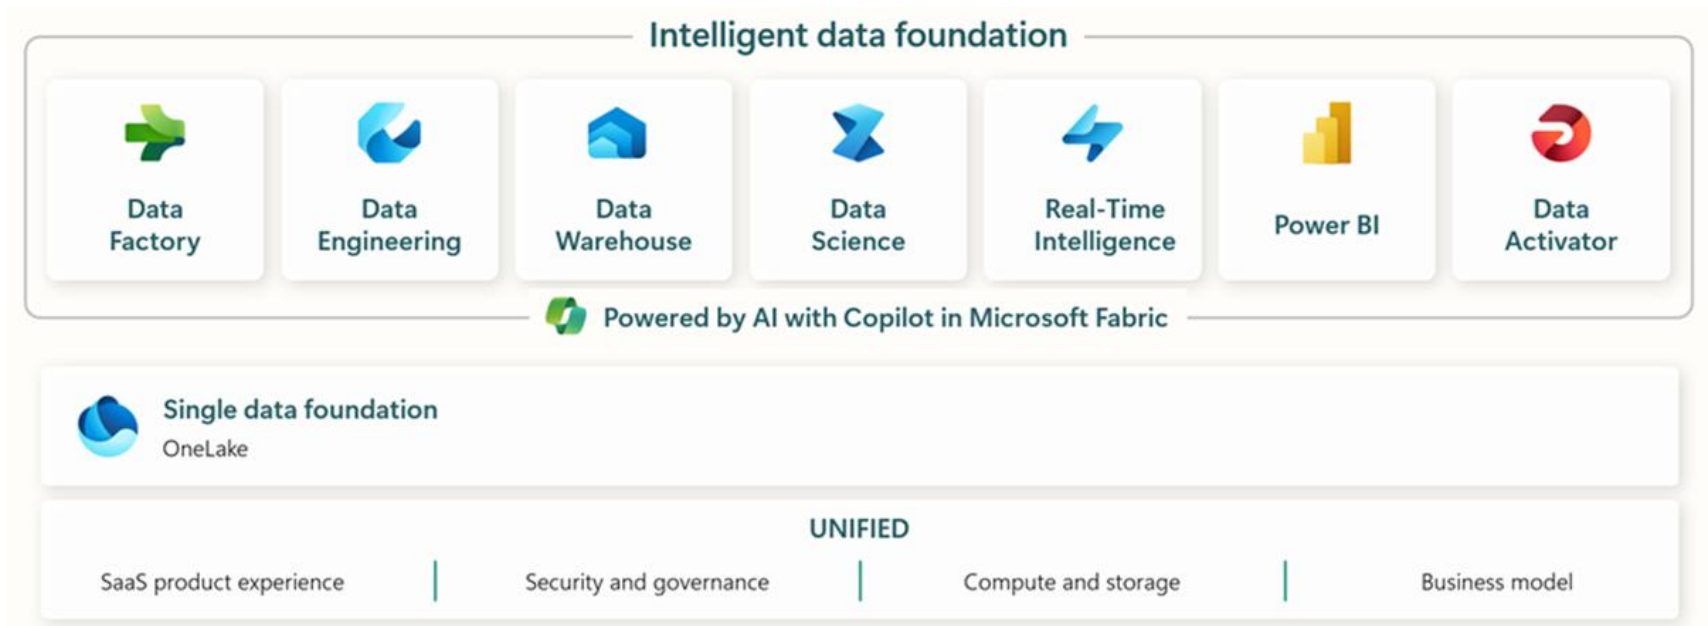 Intelligent data foundation
Data
Factory
Data
Engineering
Data
Warehouse
Data
Science
Real-Time
Intelligence
Power BI
Data
Activator
Powered by AI with Copilot in Microsoft Fabric
Single data foundation
OneLake
UNIFIED
SaaS product experience
Security and governance
Compute and storage
Business model